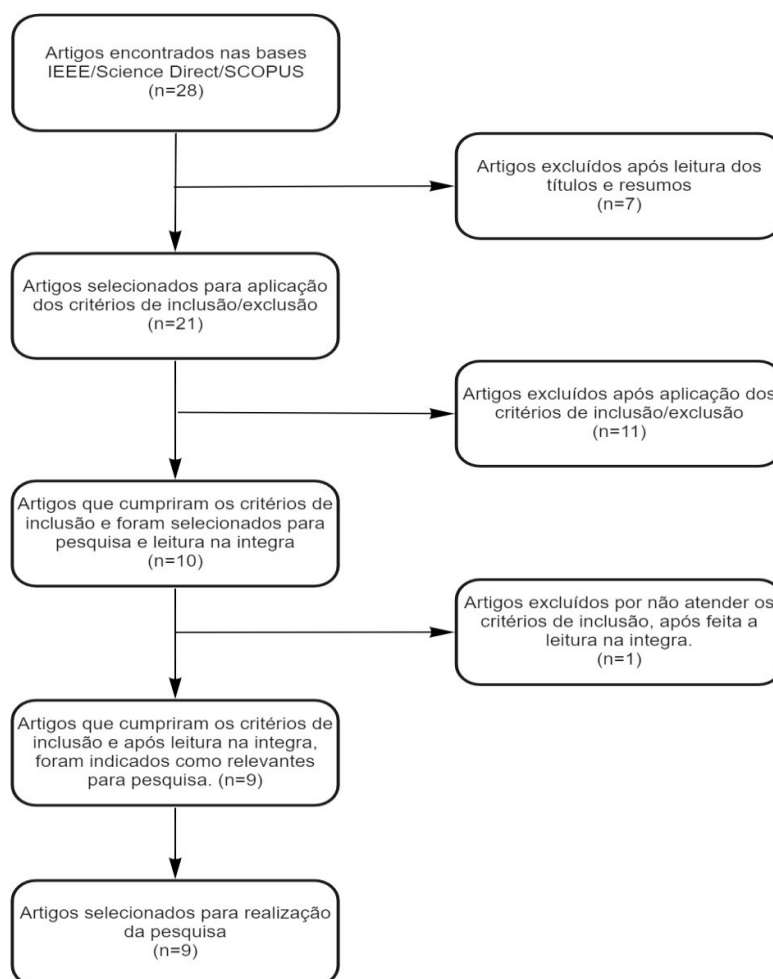 Artigos encontrados nas bases
IEEE/Science Direct/SCOPUS
(n=28)
Artigos excluídos após leitura dos
títulos e resumos
(n=7)
Artigos selecionados para aplicação
dos critérios de inclusão/exclusão
(n=21)
Artigos excluídos após aplicação dos
critérios de inclusão/exclusão
(n=11)
Artigos que cumpriram os critérios de
inclusão e foram selecionados para
pesquisa e leitura na integra
(n=10)
Artigos excluídos por não atender os
critérios de inclusão, após feita a
leitura na integra.
(n=1)
Artigos que cumpriram os critérios de
inclusão e após leitura na integra,
foram indicados como relevantes
para pesquisa. (n=9)
Artigos selecionados para realização
da pesquisa
(n=9)